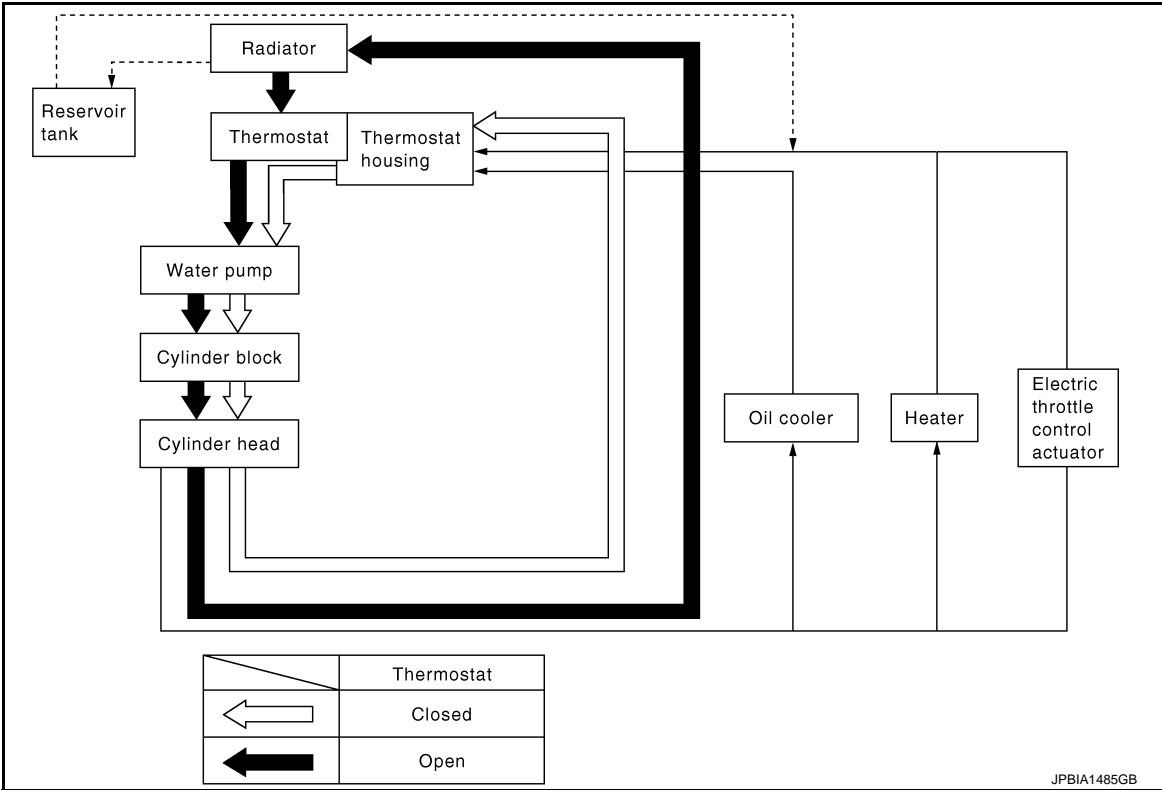 Radiator
Reservoir
tank
Thermostat
Thermostat
housing
Water pump
Cylinder block
Cylinder head
Oil cooler
Heater
Electric
throttle
control
actuator
Thermostat
Closed
Open
JPBIA1485GB